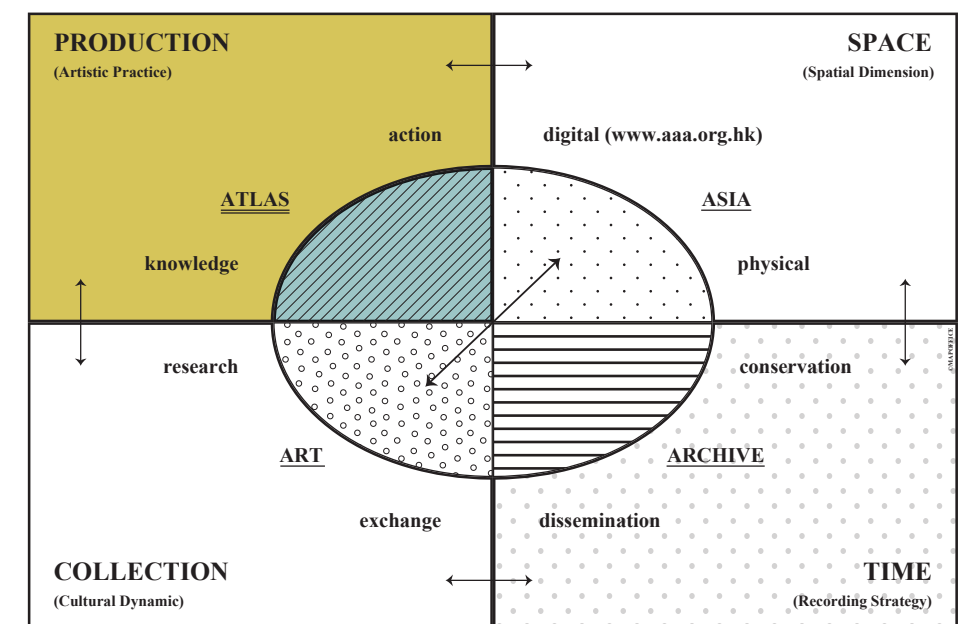 PRODUCTION
(Artistic Practice)
SPACE
(Spatial Dimension)
action
digital (www.aaa.org.hk)
ATLAS
ASIA
knowledge
physical
research
conservation
©MAPOFFICE
ART
ARCHIVE
exchange
dissemination
COLLECTION
(Cultural Dynamic)
TIME
(Recording Strategy)